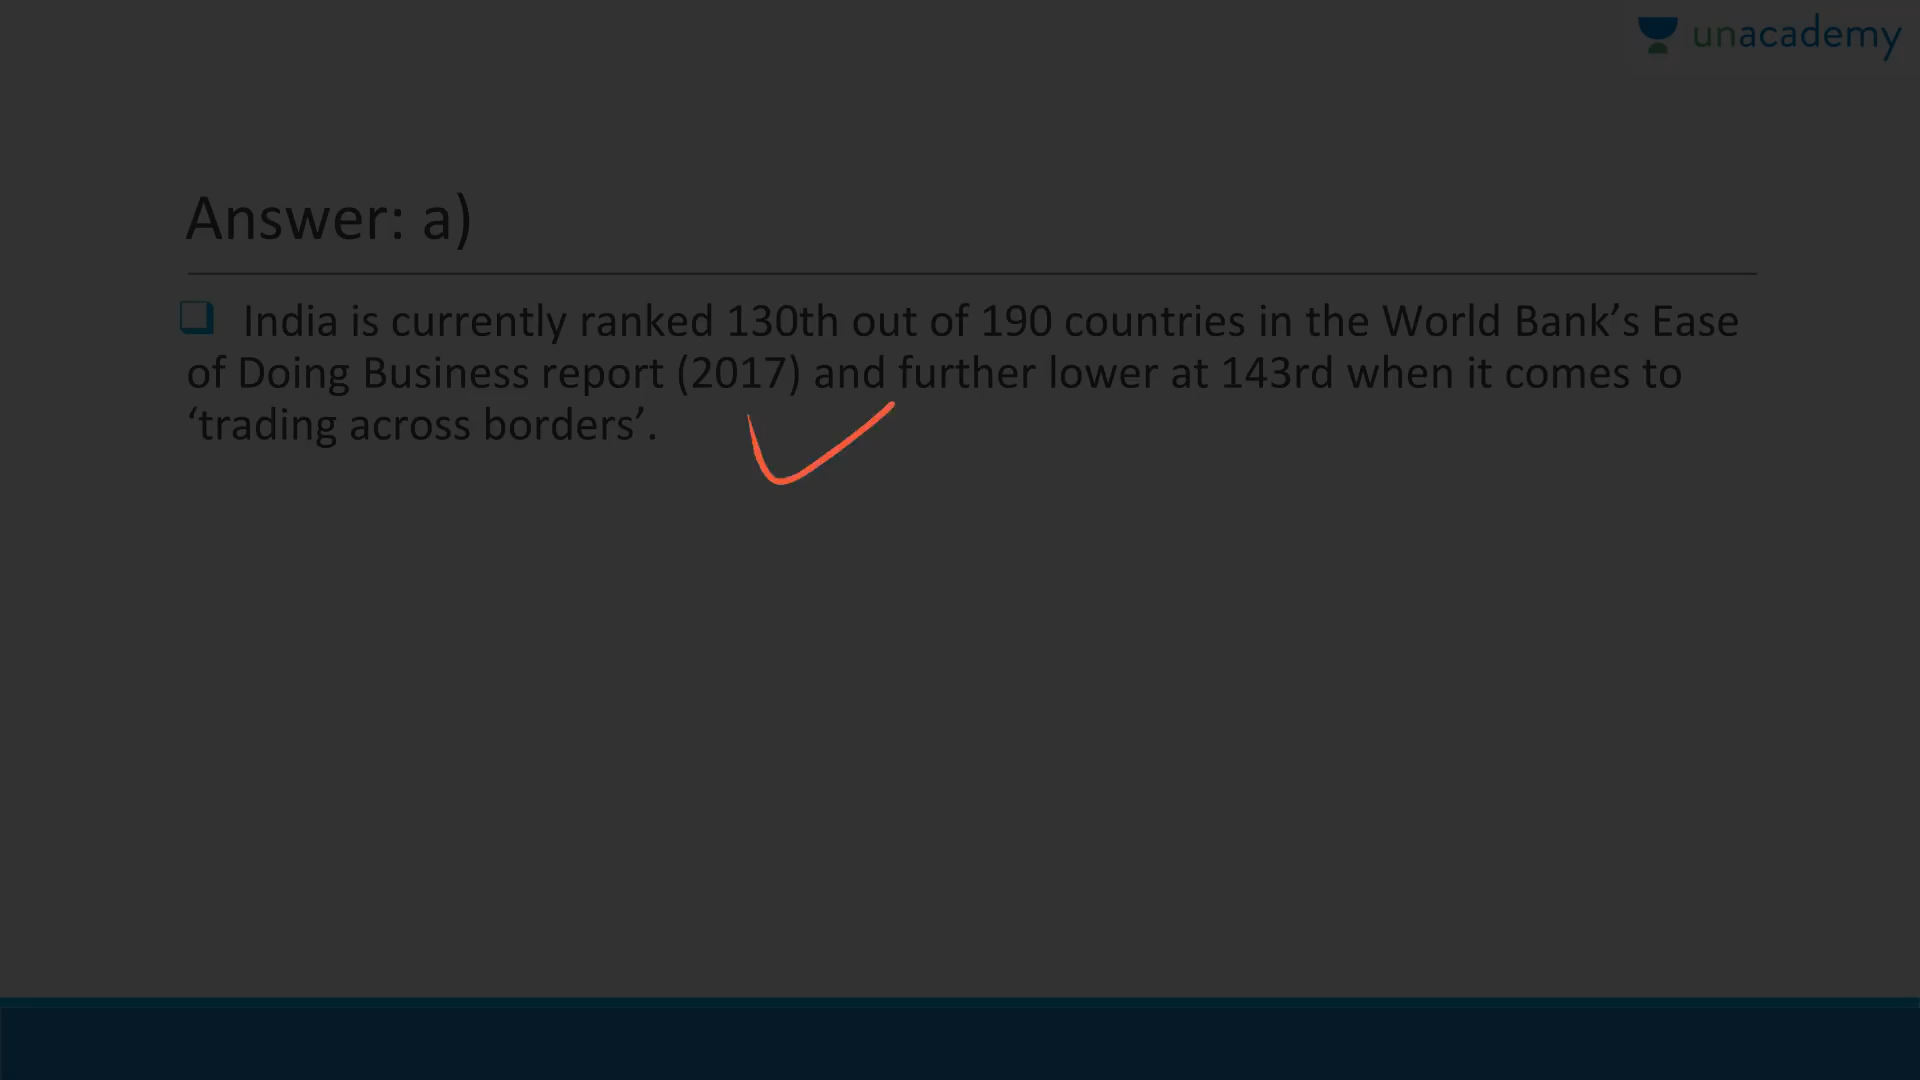 unacademy
Answer: a)
India is currently ranked 130th out of 190 countries in the World Bank’s Ease
of Doing Business report (2017) and further lower at 143rd when it comes to
‘trading across borders’.